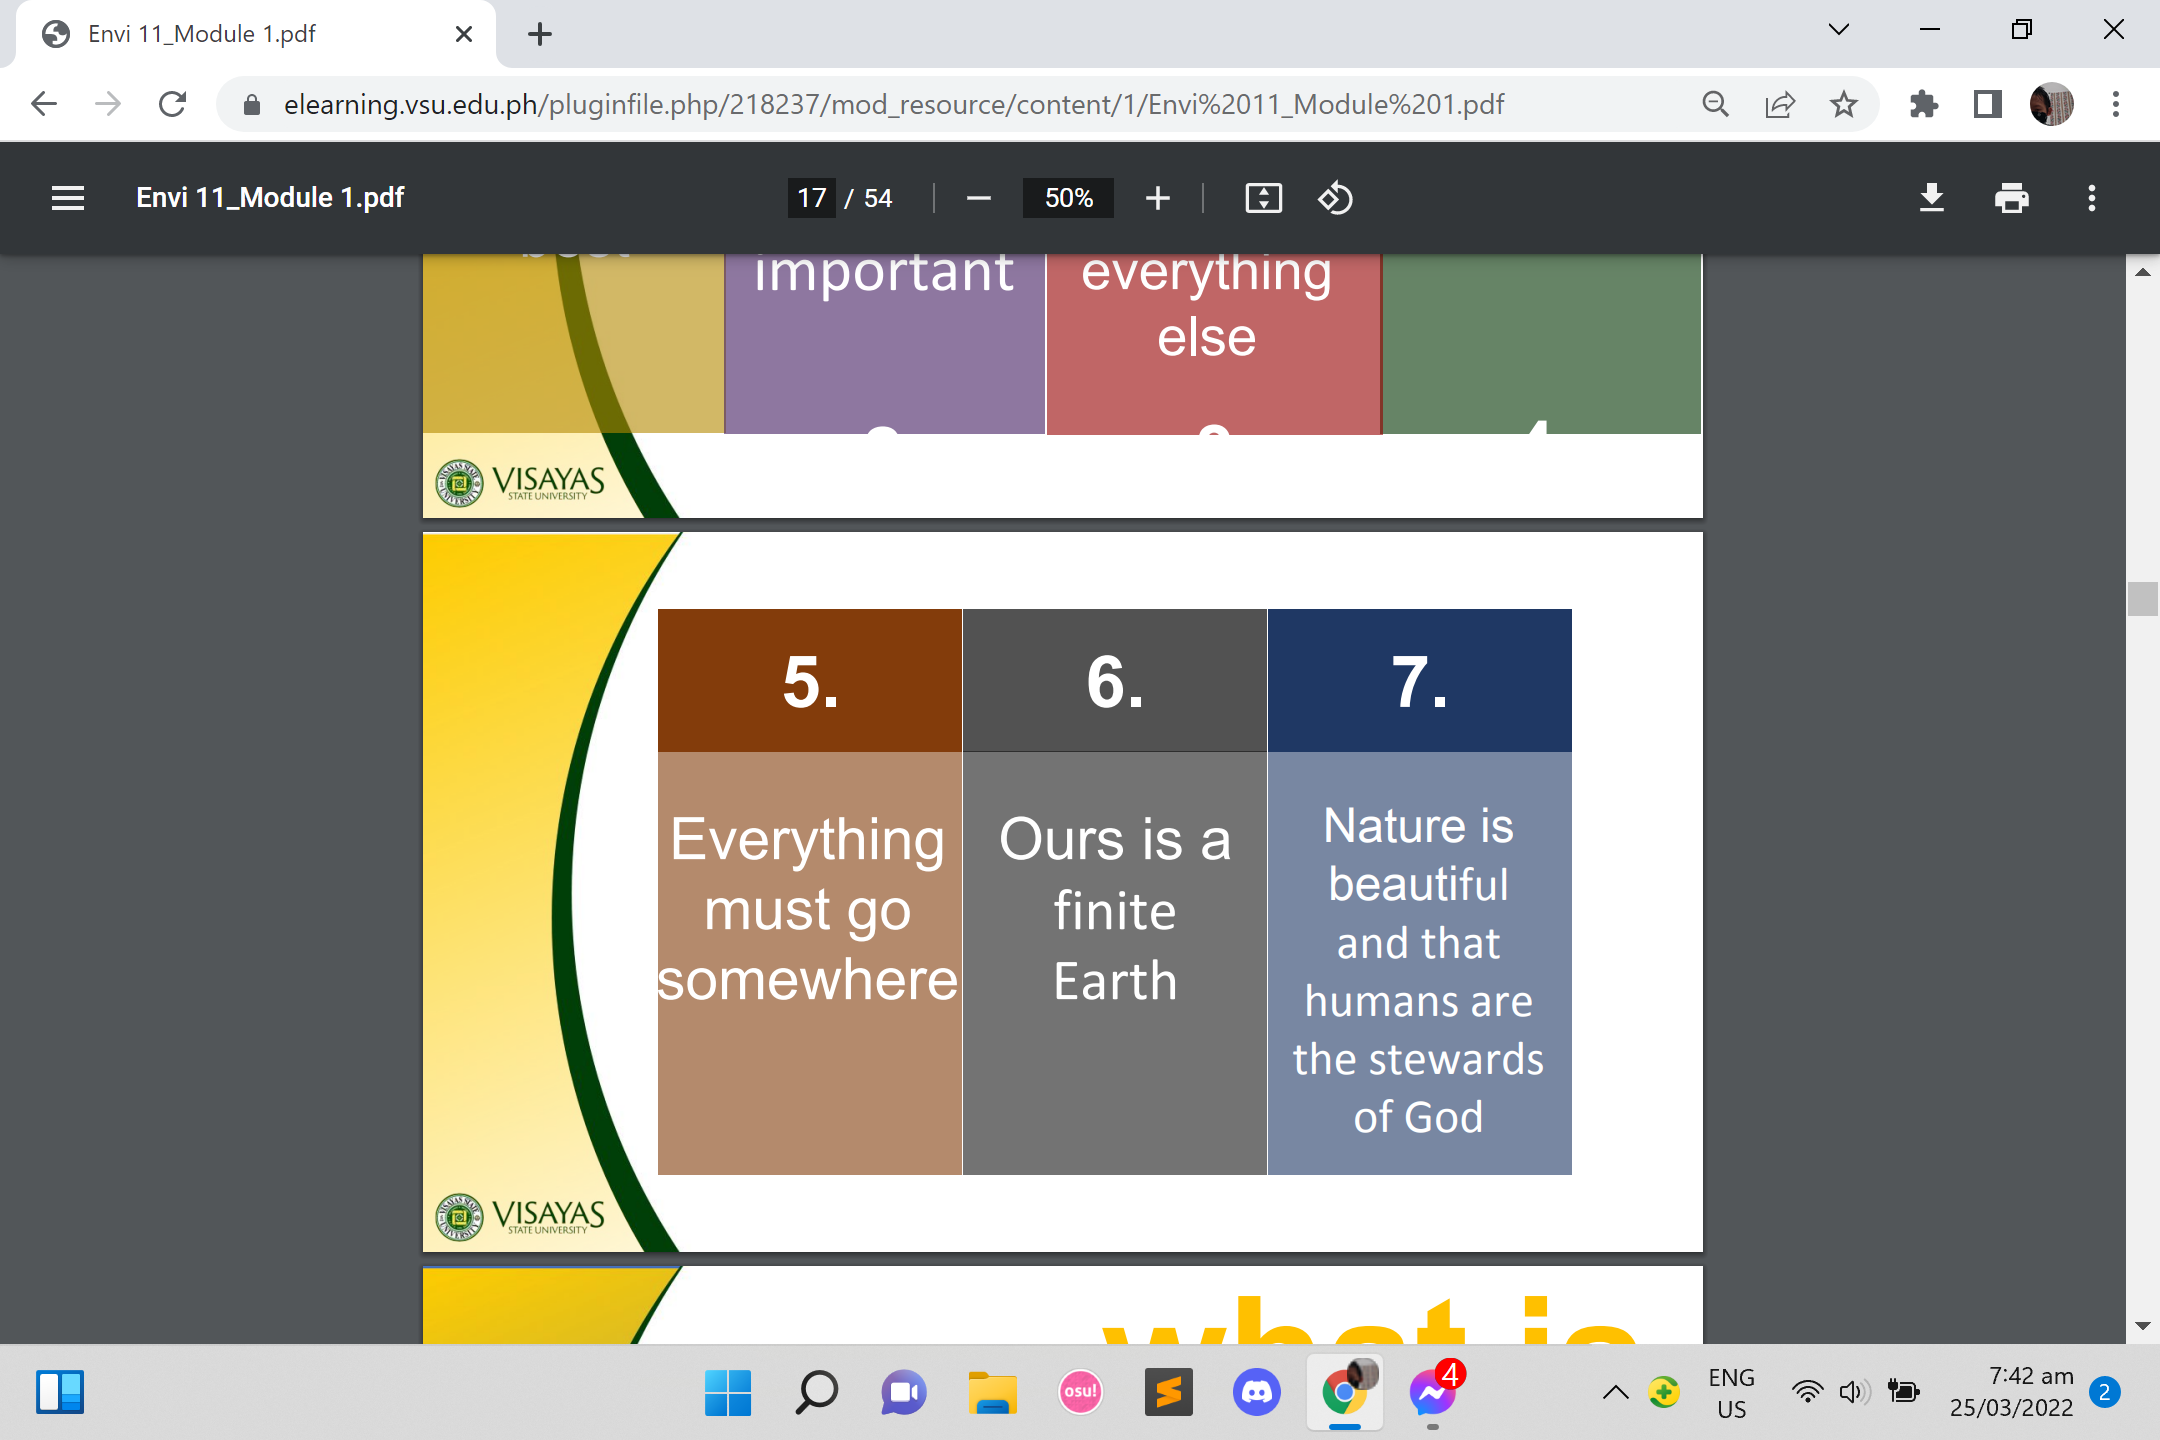 Envi 11_Module 1.pdf
elearning.vsu.edu.ph/pluginfile.php/218237/mod_resource/content/1/Envi%2011_Module%201.pdf
Envi 11_Module 1.pdf
17 / 54
50%
important
everything
else
VISAYAS
STATE UNIVERSITY
5.
6.
7.
Everything
must go
somewhere
Ours is a
finite
Earth
Nature is
beautiful
and that
humans are
the stewards
of God
VISAYAS
STATE UNIVERSITY
what is
osu!
4
ENG
US
7:42 am
25/03/2022
2